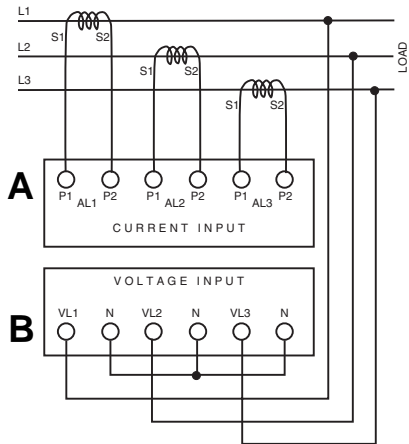 L1
S1 S2
L2
S1 S2
L3
S1 S2
LOAD
A
P1 AL1 P2 P1 AL2 P2 P1 AL3 P2
CURRENT INPUT
B
VOLTAGE INPUT
VL1 N VL2 N VL3 N